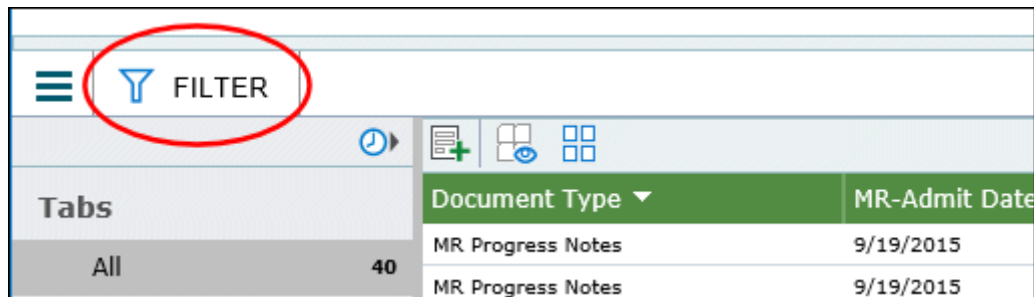 FILTER
Tabs
All 40
Document Type MR-Admit Date
MR Progress Notes 9/19/2015
MR Progress Notes 9/19/2015